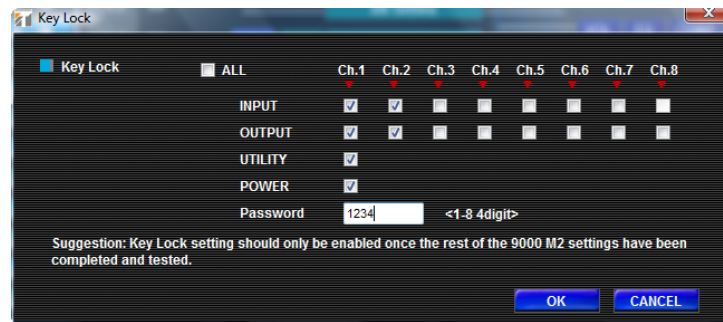 Key Lock
Key Lock ALL Ch.1 Ch.2 Ch.3 Ch.4 Ch.5 Ch.6 Ch.7 Ch.8
INPUT
OUTPUT
UTILITY
POWER
Password 1234 <1-8 4digit>
Suggestion: Key Lock setting should only be enabled once the rest of the 9000 M2 settings have been
completed and tested.
OK CANCEL